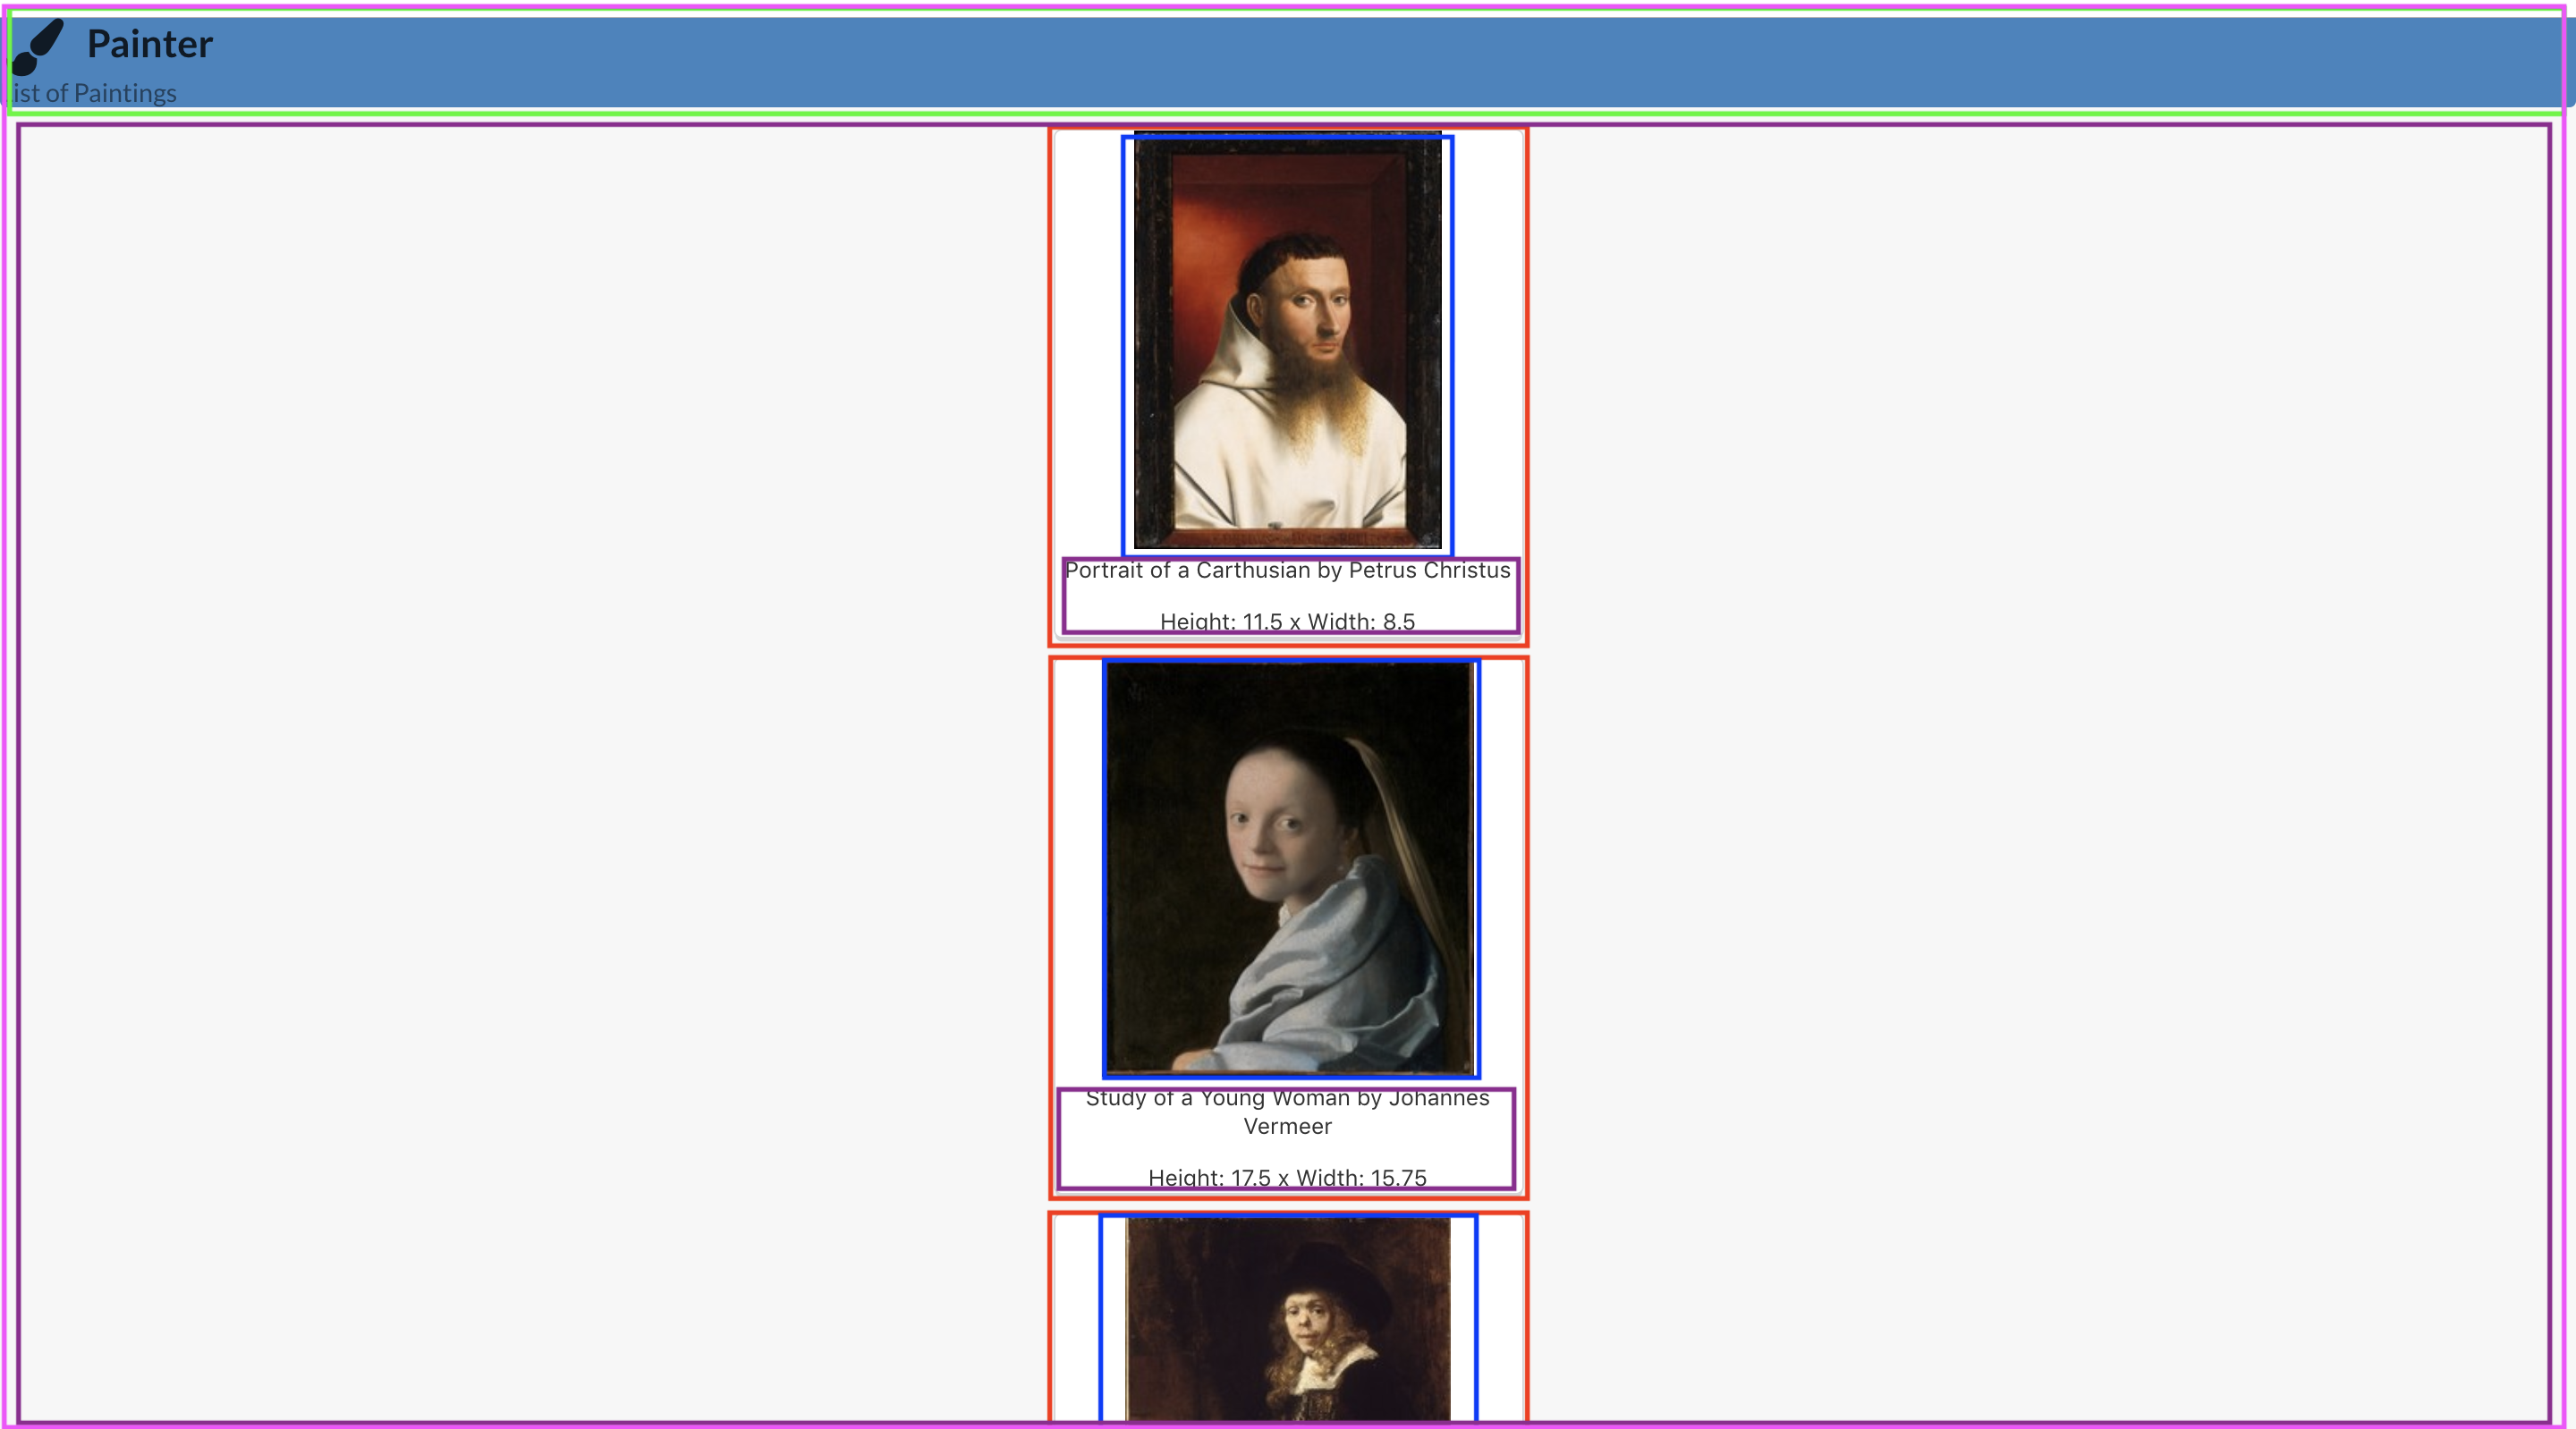 Painter
List of Paintings
Portrait of a Carthusian by Petrus Christus
Height: 11.5 x Width: 8.5
Study of a Young Woman by Johannes
Vermeer
Height: 17.5 x Width: 15.75